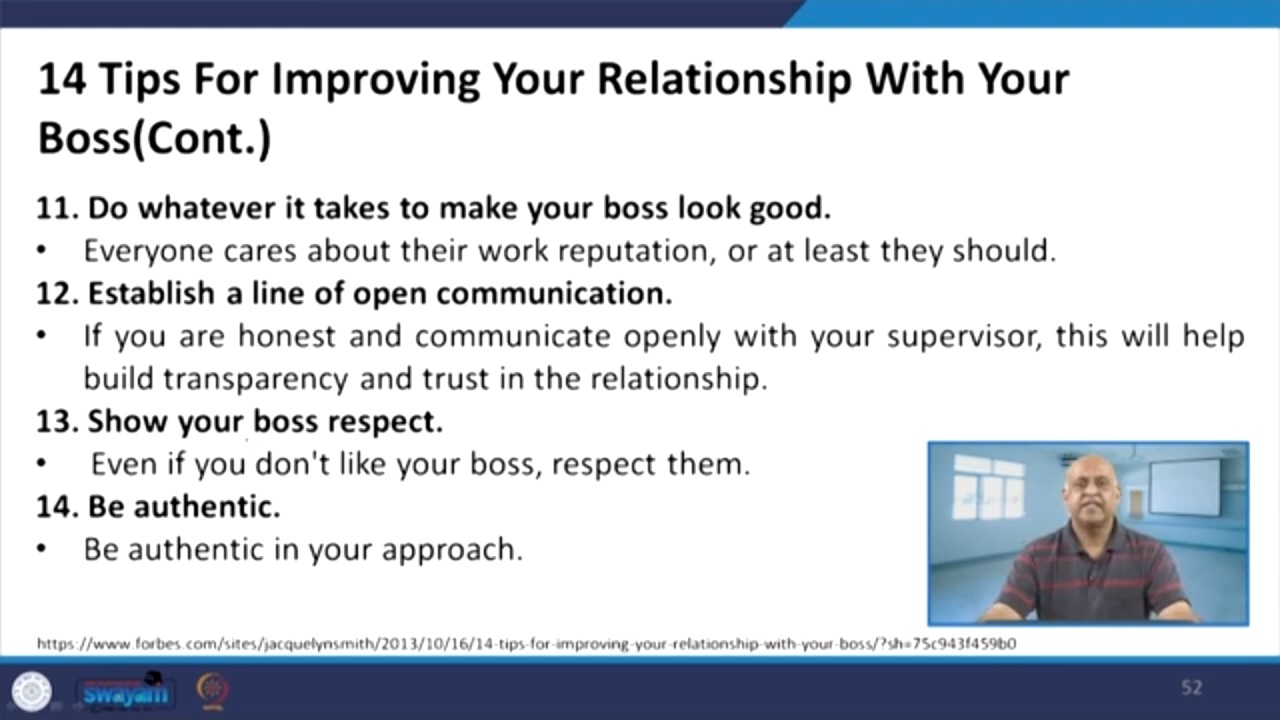 14 Tips For Improving Your Relationship With Your
Boss(Cont.)
11. Do whatever it takes to make your boss look good.
• Everyone cares about their work reputation, or at least they should.
12. Establish a line of open communication.
• If you are honest and communicate openly with your supervisor, this will help
build transparency and trust in the relationship.
13. Show your boss respect.
• Even if you don't like your boss, respect them.
14. Be authentic.
• Be authentic in your approach.
https://www.forbes.com/sites/jacquelynsmith/2013/10/16/14-tips-for-improving-your-relationship-with-your-boss/?sh=75c943f459b0
swayam
52